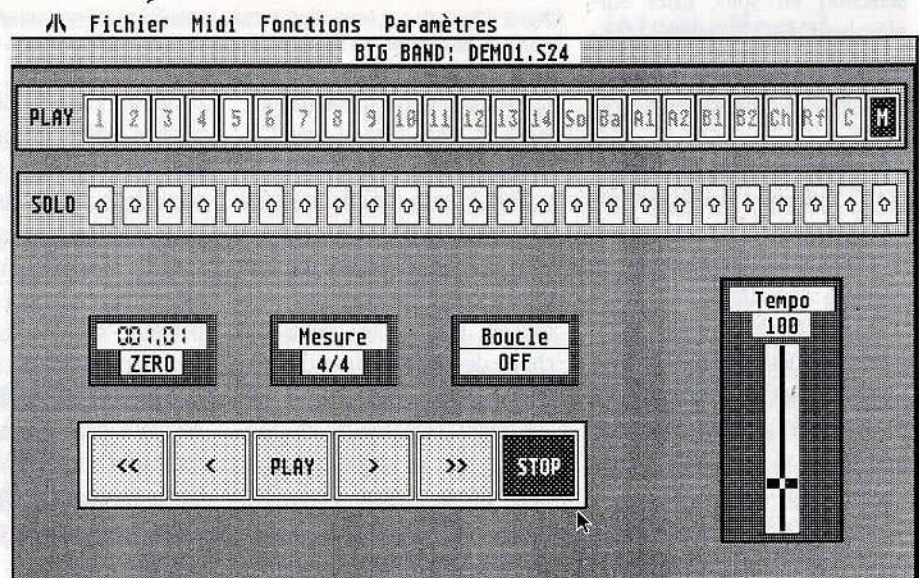 Fichier Midi Fonctions Paramètres
BIG BAND: DEMO1.S24
PLAY 1 2 3 4 5 6 7 8 9 10 11 12 13 14 So Ba A1 A2 B1 B2 Ch Rf C M
SOLO
Tempo
100
001.01
ZERO
Mesure
4/4
Boucle
OFF
<< < PLAY > >> STOP